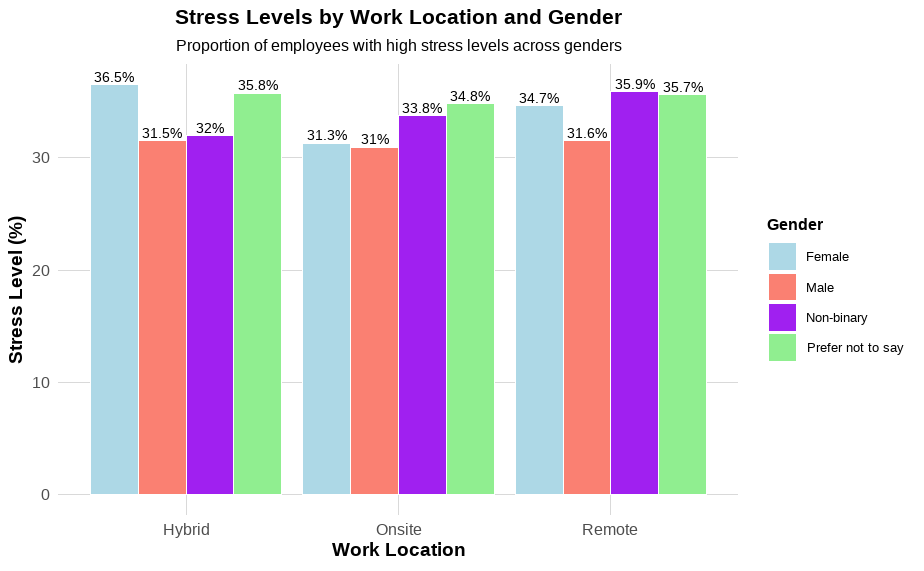 Stress Levels by Work Location and Gender
Proportion of employees with high stress levels across genders
36.5%
31.5%
32%
35.8%
31.3%
31%
33.8%
34.8%
34.7%
31.6%
35.9%
35.7%
30
20
10
0
Stress Level (%)
Hybrid
Onsite
Remote
Work Location
Gender
Female
Male
Non-binary
Prefer not to say